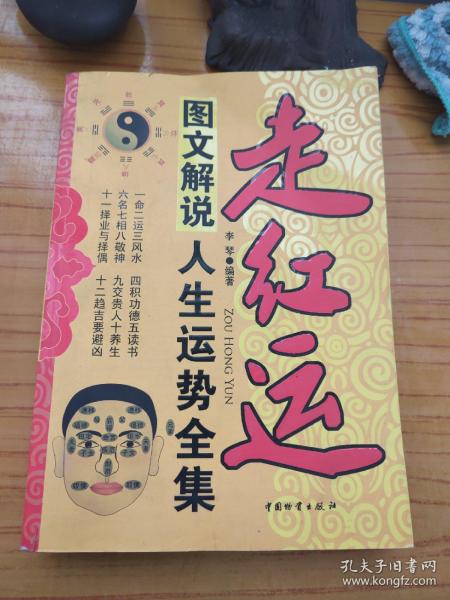 走红运
ZOU HONG YUN
李琴●编著
图文解说
人生运势全集
一命二运三风水 四积功德五读书
六名七相八敬神 九交贵人十养生
十一择业与择偶 十二趋吉要避凶
中国物资出版社
孔夫子旧书网
www.kongfz.com